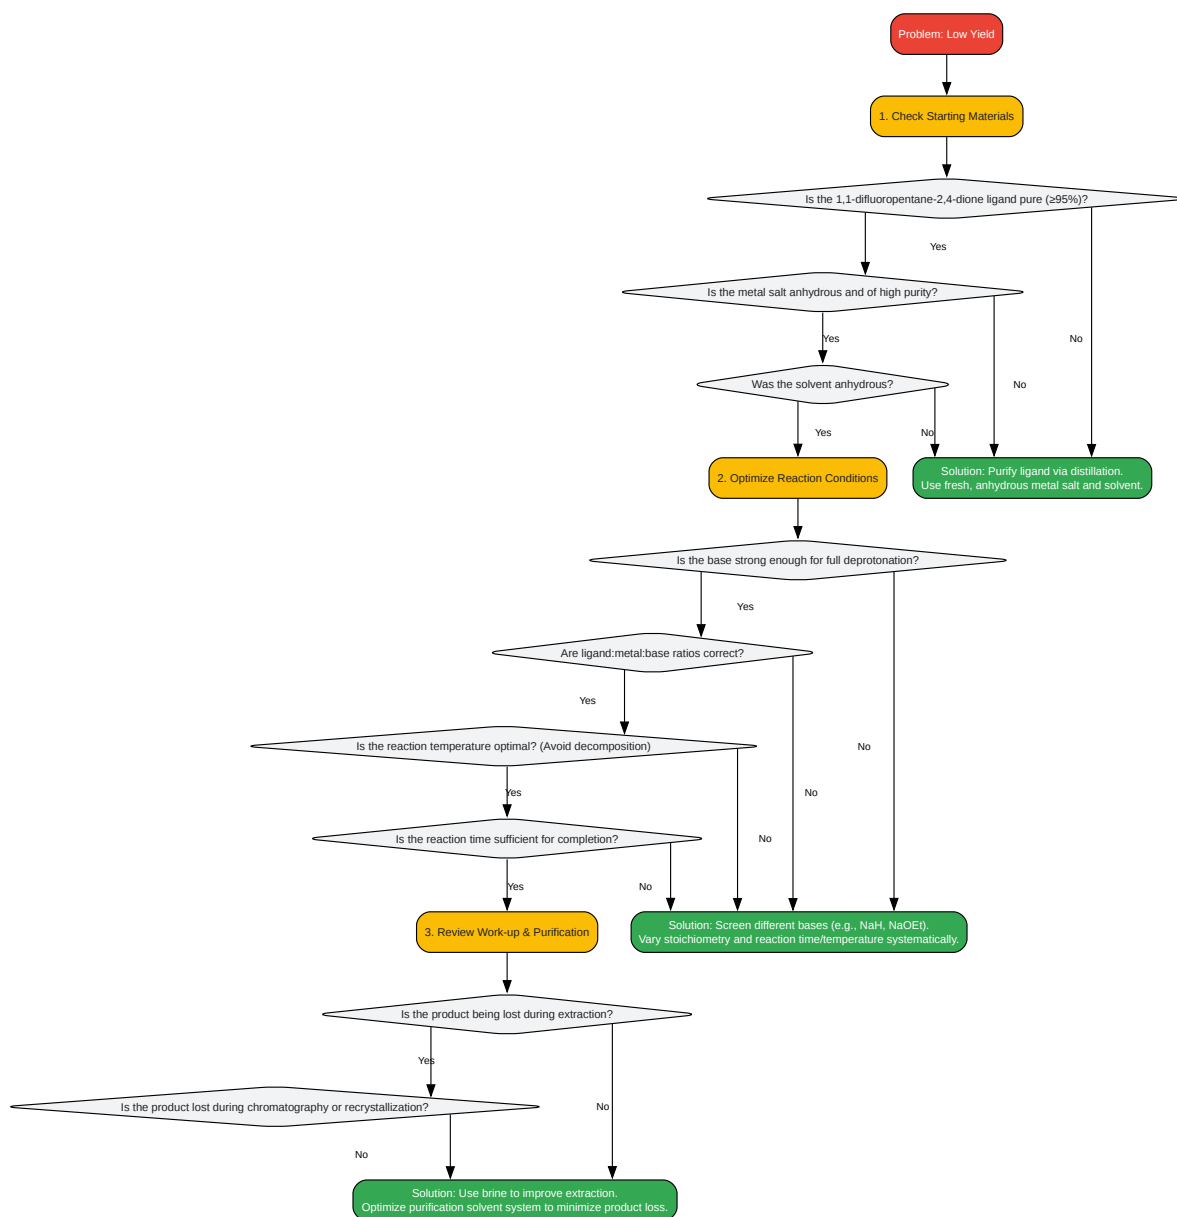 Problem: Low Yield
1. Check Starting Materials
Is the 1,1-difluoropentane-2,4-dione ligand pure (≥95%)?
Yes
Is the metal salt anhydrous and of high purity?
Yes
No
No
Was the solvent anhydrous?
Yes
No
2. Optimize Reaction Conditions
Solution: Purify ligand via distillation.
Use fresh, anhydrous metal salt and solvent.
Is the base strong enough for full deprotonation?
Yes
Are ligand:metal:base ratios correct?
Yes
Is the reaction temperature optimal? (Avoid decomposition)
No
Yes
No
Is the reaction time sufficient for completion?
No
Yes
No
3. Review Work-up & Purification
Solution: Screen different bases (e.g., NaH, NaOEt).
Vary stoichiometry and reaction time/temperature systematically.
Is the product being lost during extraction?
Yes
Is the product lost during chromatography or recrystallization?
No
No
Solution: Use brine to improve extraction.
Optimize purification solvent system to minimize product loss.